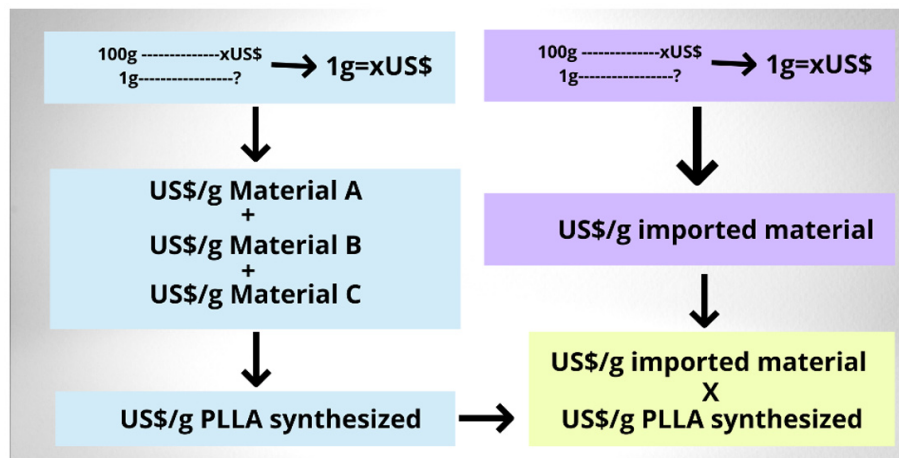 100g --------------xUS$
1g-----------------?
1g=xUS$
US$/g Material A
+
US$/g Material B
+
US$/g Material C
US$/g PLLA synthesized
100g --------------xUS$
1g-----------------?
1g=xUS$
US$/g imported material
US$/g imported material
X
US$/g PLLA synthesized